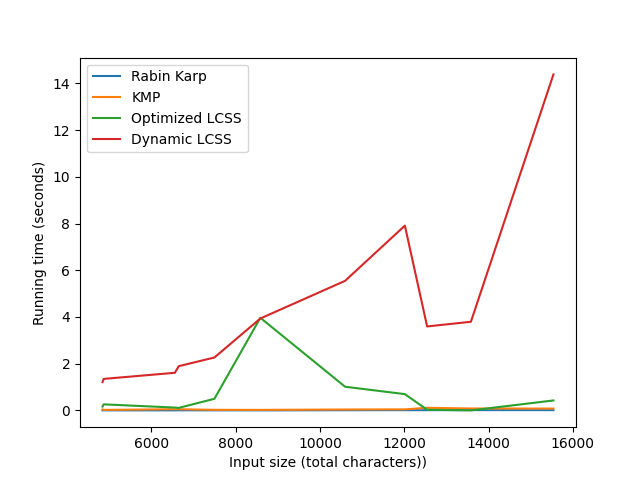 Rabin Karp
KMP
Optimized LCSS
Dynamic LCSS
14
12
10
8
6
4
2
0
Running time (seconds)
6000 8000 10000 12000 14000 16000
Input size (total characters))